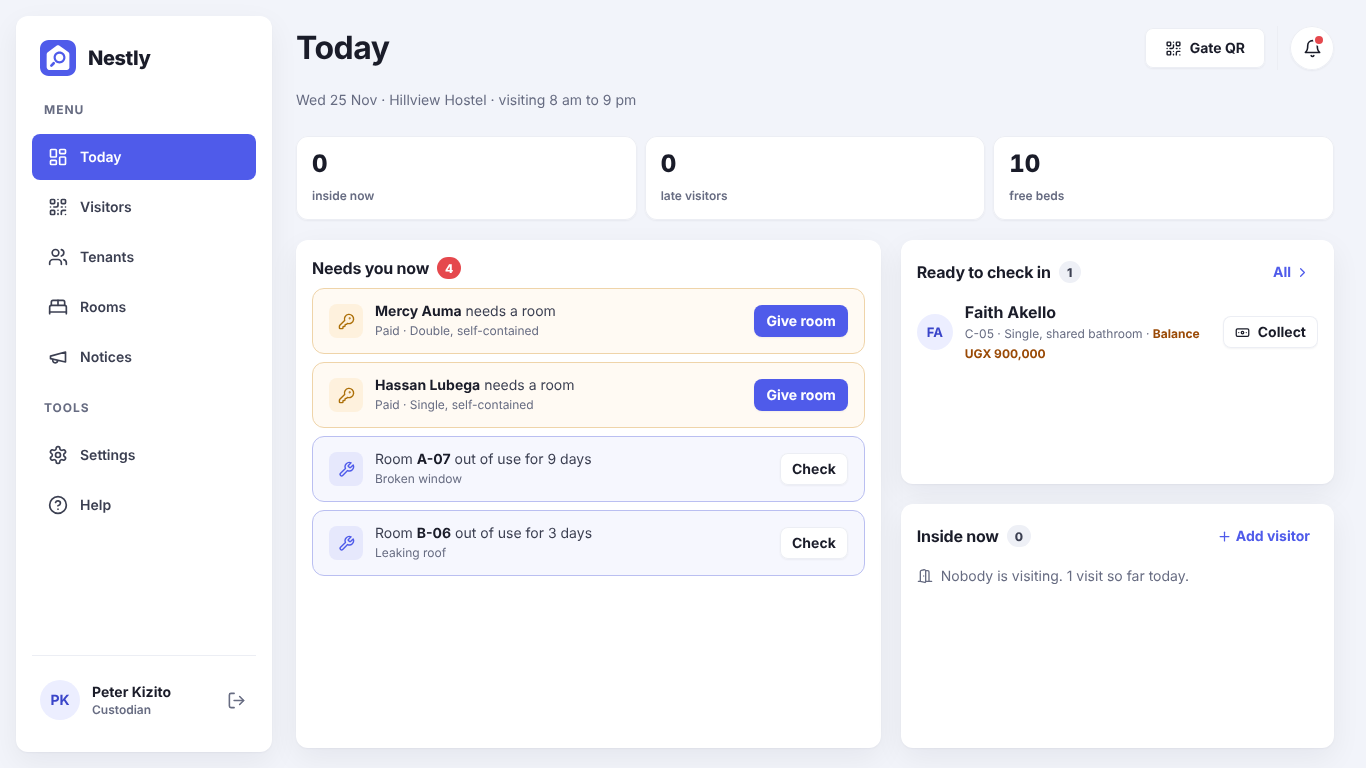 Nestly
MENU
Today
Visitors
Tenants
Rooms
Notices
TOOLS
Settings
Help
PK
Peter Kizito
Custodian
Today
Gate QR
Wed 25 Nov · Hillview Hostel · visiting 8 am to 9 pm
0
inside now
0
late visitors
10
free beds
Needs you now 4
Mercy Auma needs a room
Paid · Double, self-contained
Give room
Hassan Lubega needs a room
Paid · Single, self-contained
Give room
Room A-07 out of use for 9 days
Broken window
Check
Room B-06 out of use for 3 days
Leaking roof
Check
Ready to check in 1
All
FA
Faith Akello
C-05 · Single, shared bathroom · Balance
UGX 900,000
Collect
Inside now 0
+ Add visitor
Nobody is visiting. 1 visit so far today.